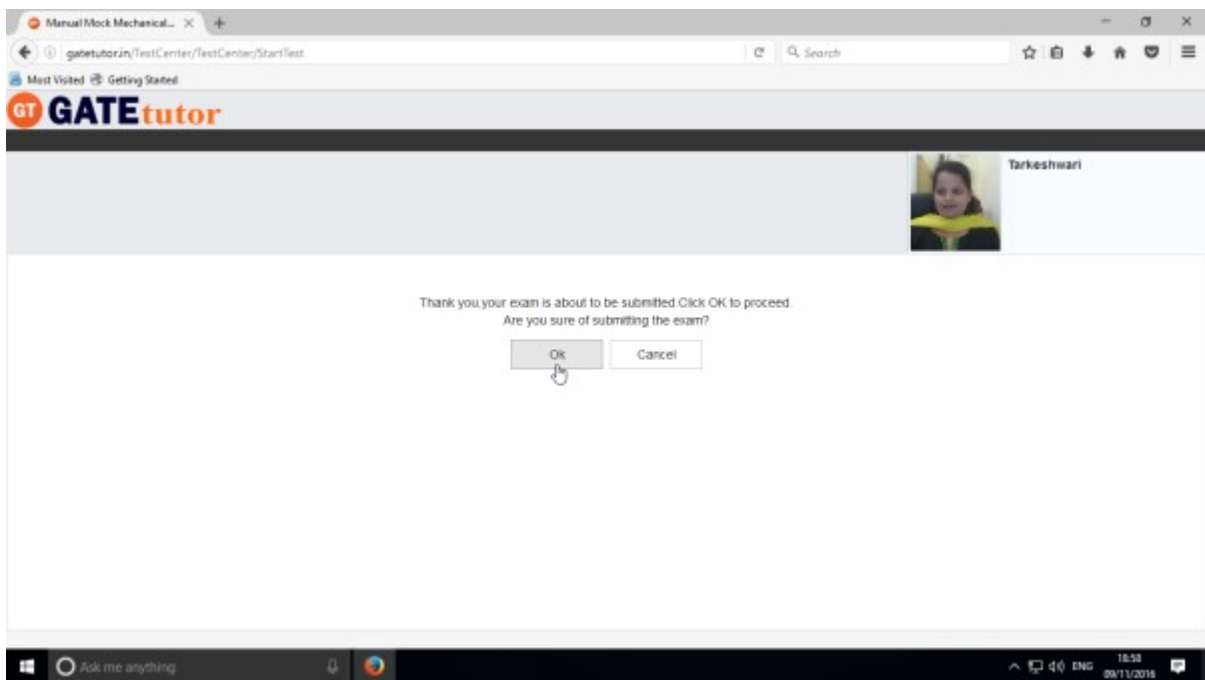 Manual Mock Mechanical...
gatetutor.in/TestCenter/TestCenter/StartTest
Search
Most Visited Getting Started
GT GATEtutor
Tarkeshwari
Thank you,your exam is about to be submitted.Click OK to proceed.
Are you sure of submitting the exam?
Ok Cancel
Ask me anything
ENG
18:58
09/11/2016